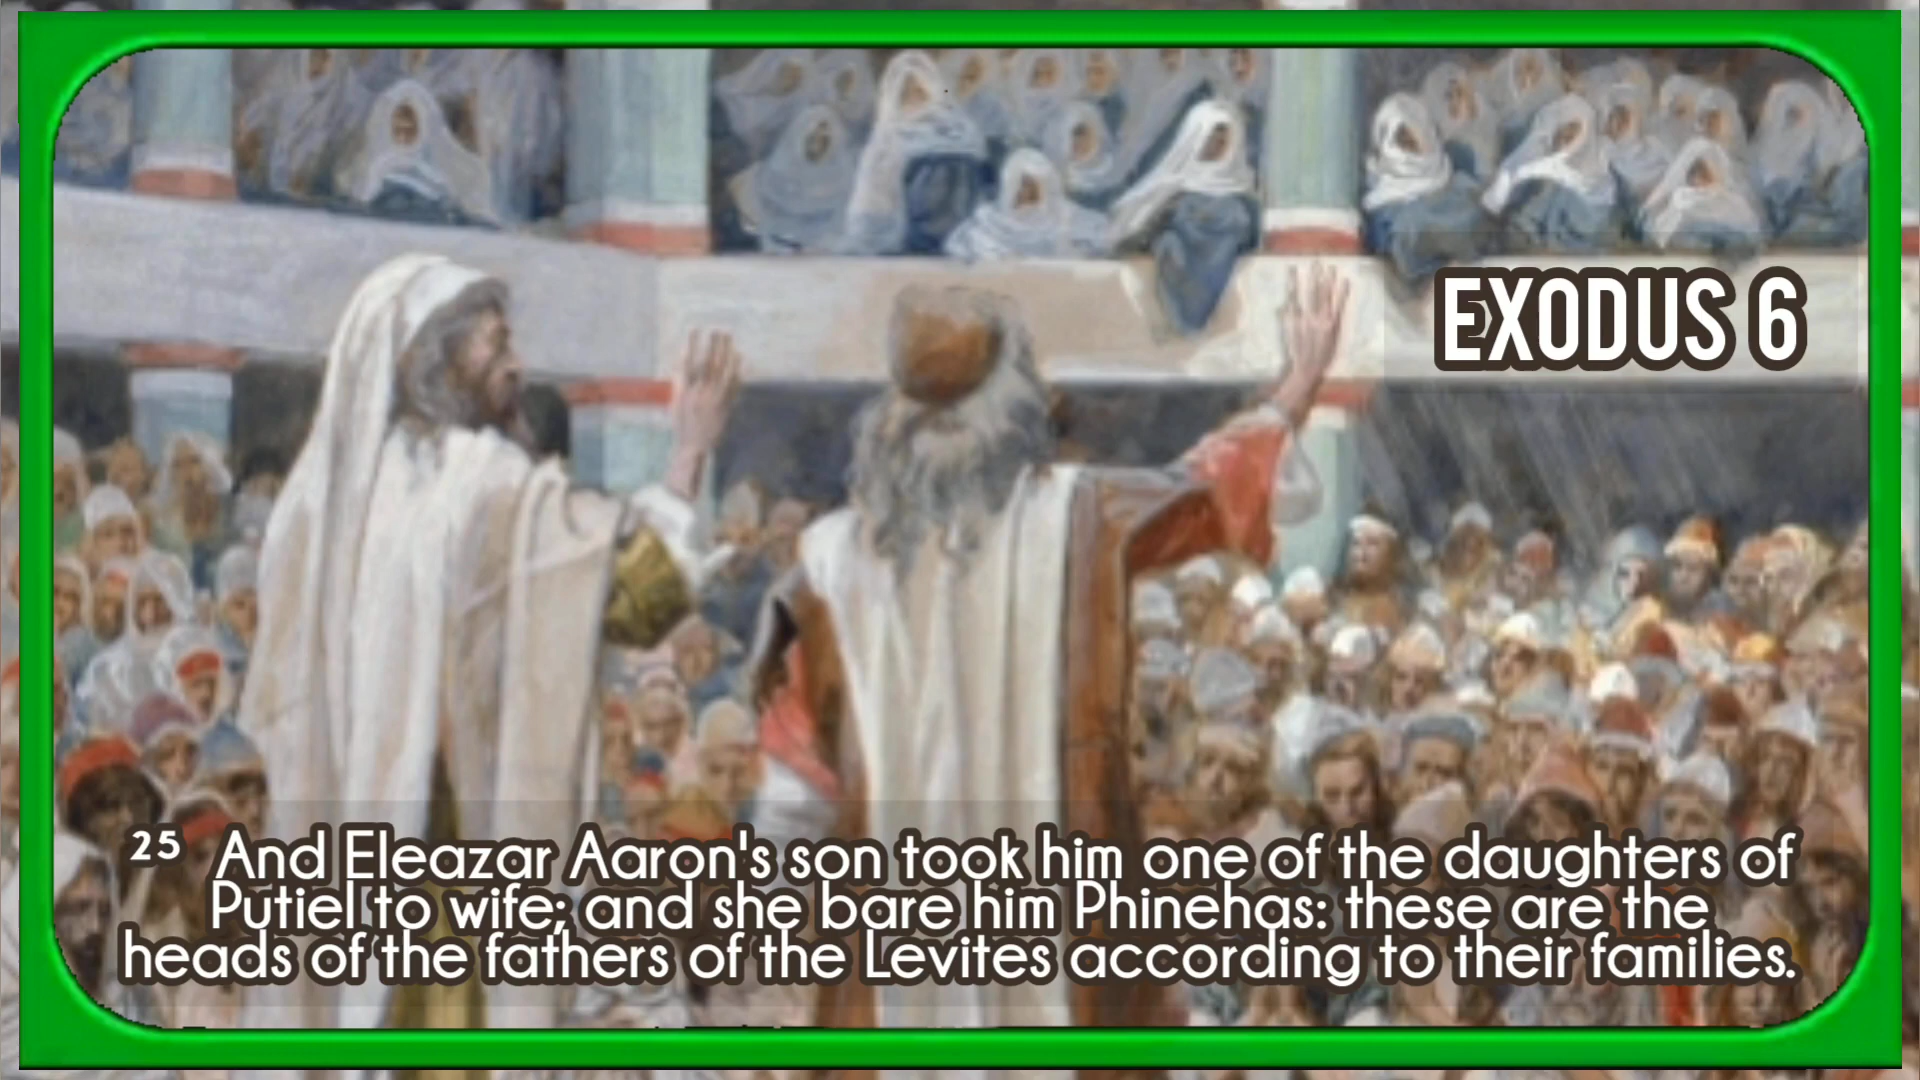 EXODUS 6
25 And Eleazar Aaron's son took him one of the daughters of
Putiel to wife; and she bare him Phinehas: these are the
heads of the fathers of the Levites according to their families.